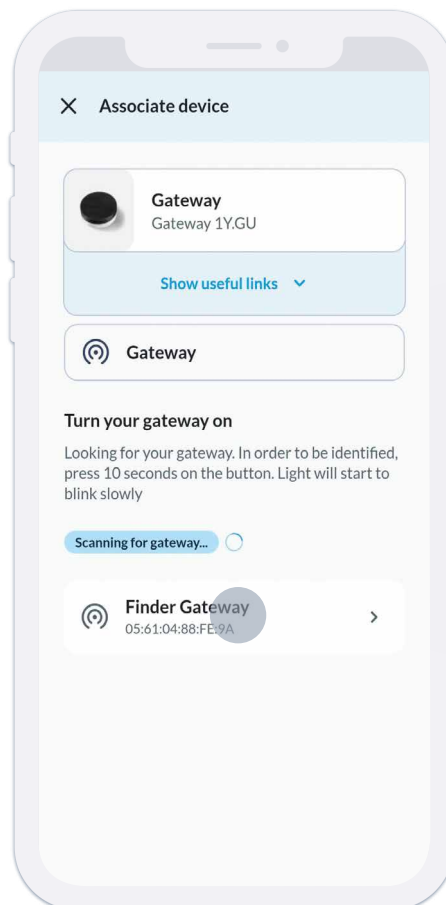 Associate device
Gateway
Gateway 1Y.GU
Show useful links
Gateway
Turn your gateway on
Looking for your gateway. In order to be identified,
press 10 seconds on the button. Light will start to
blink slowly
Scanning for gateway...
Finder Gateway
05:61:04:88:FE:9A